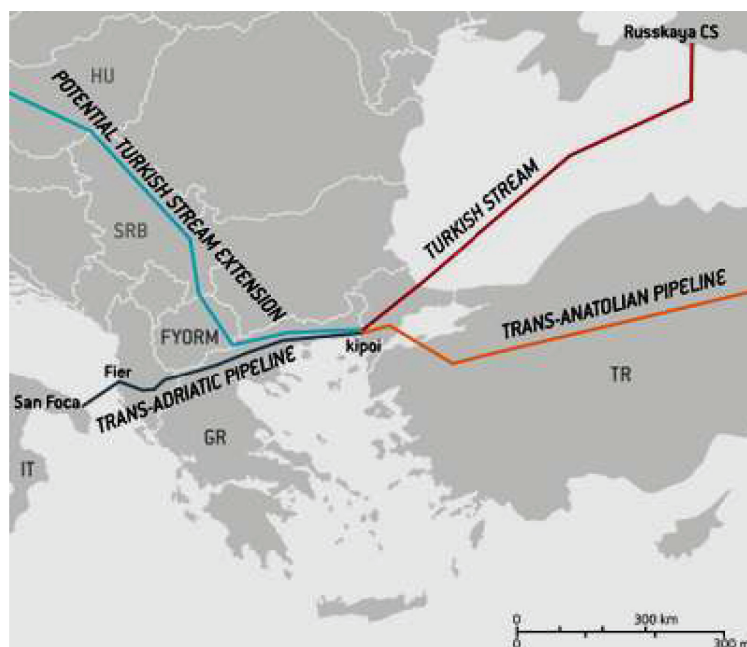 Russkaya CS
HU
POTENTIAL TURKISH STREAM EXTENSION
TURKISH STREAM
SRB
TRANS-ANATOLIAN PIPELINE
FYORM
kipoi
Fier
TRANS-ADRIATIC PIPELINE
TR
San Foca
GR
IT
0 300 km
0 300 m